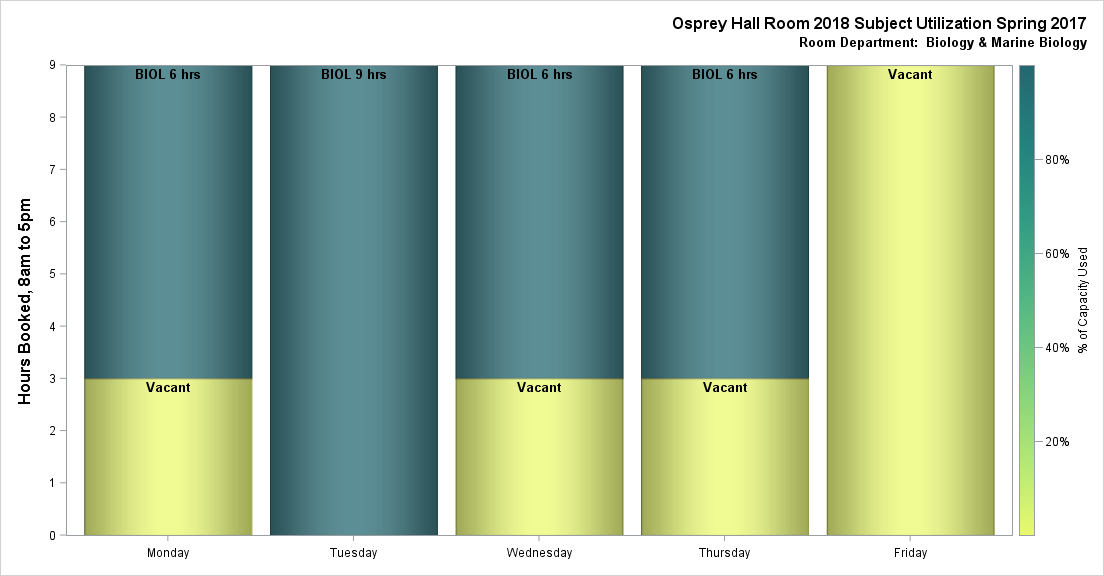 Osprey Hall Room 2018 Subject Utilization Spring 2017
Room Department: Biology & Marine Biology
Hours Booked, 8am to 5pm
9
8
7
6
5
4
3
2
1
0
BIOL 6 hrs
BIOL 9 hrs
BIOL 6 hrs
BIOL 6 hrs
Vacant
Vacant
Vacant
Vacant
Monday
Tuesday
Wednesday
Thursday
Friday
80%
60%
40%
20%
% of Capacity Used